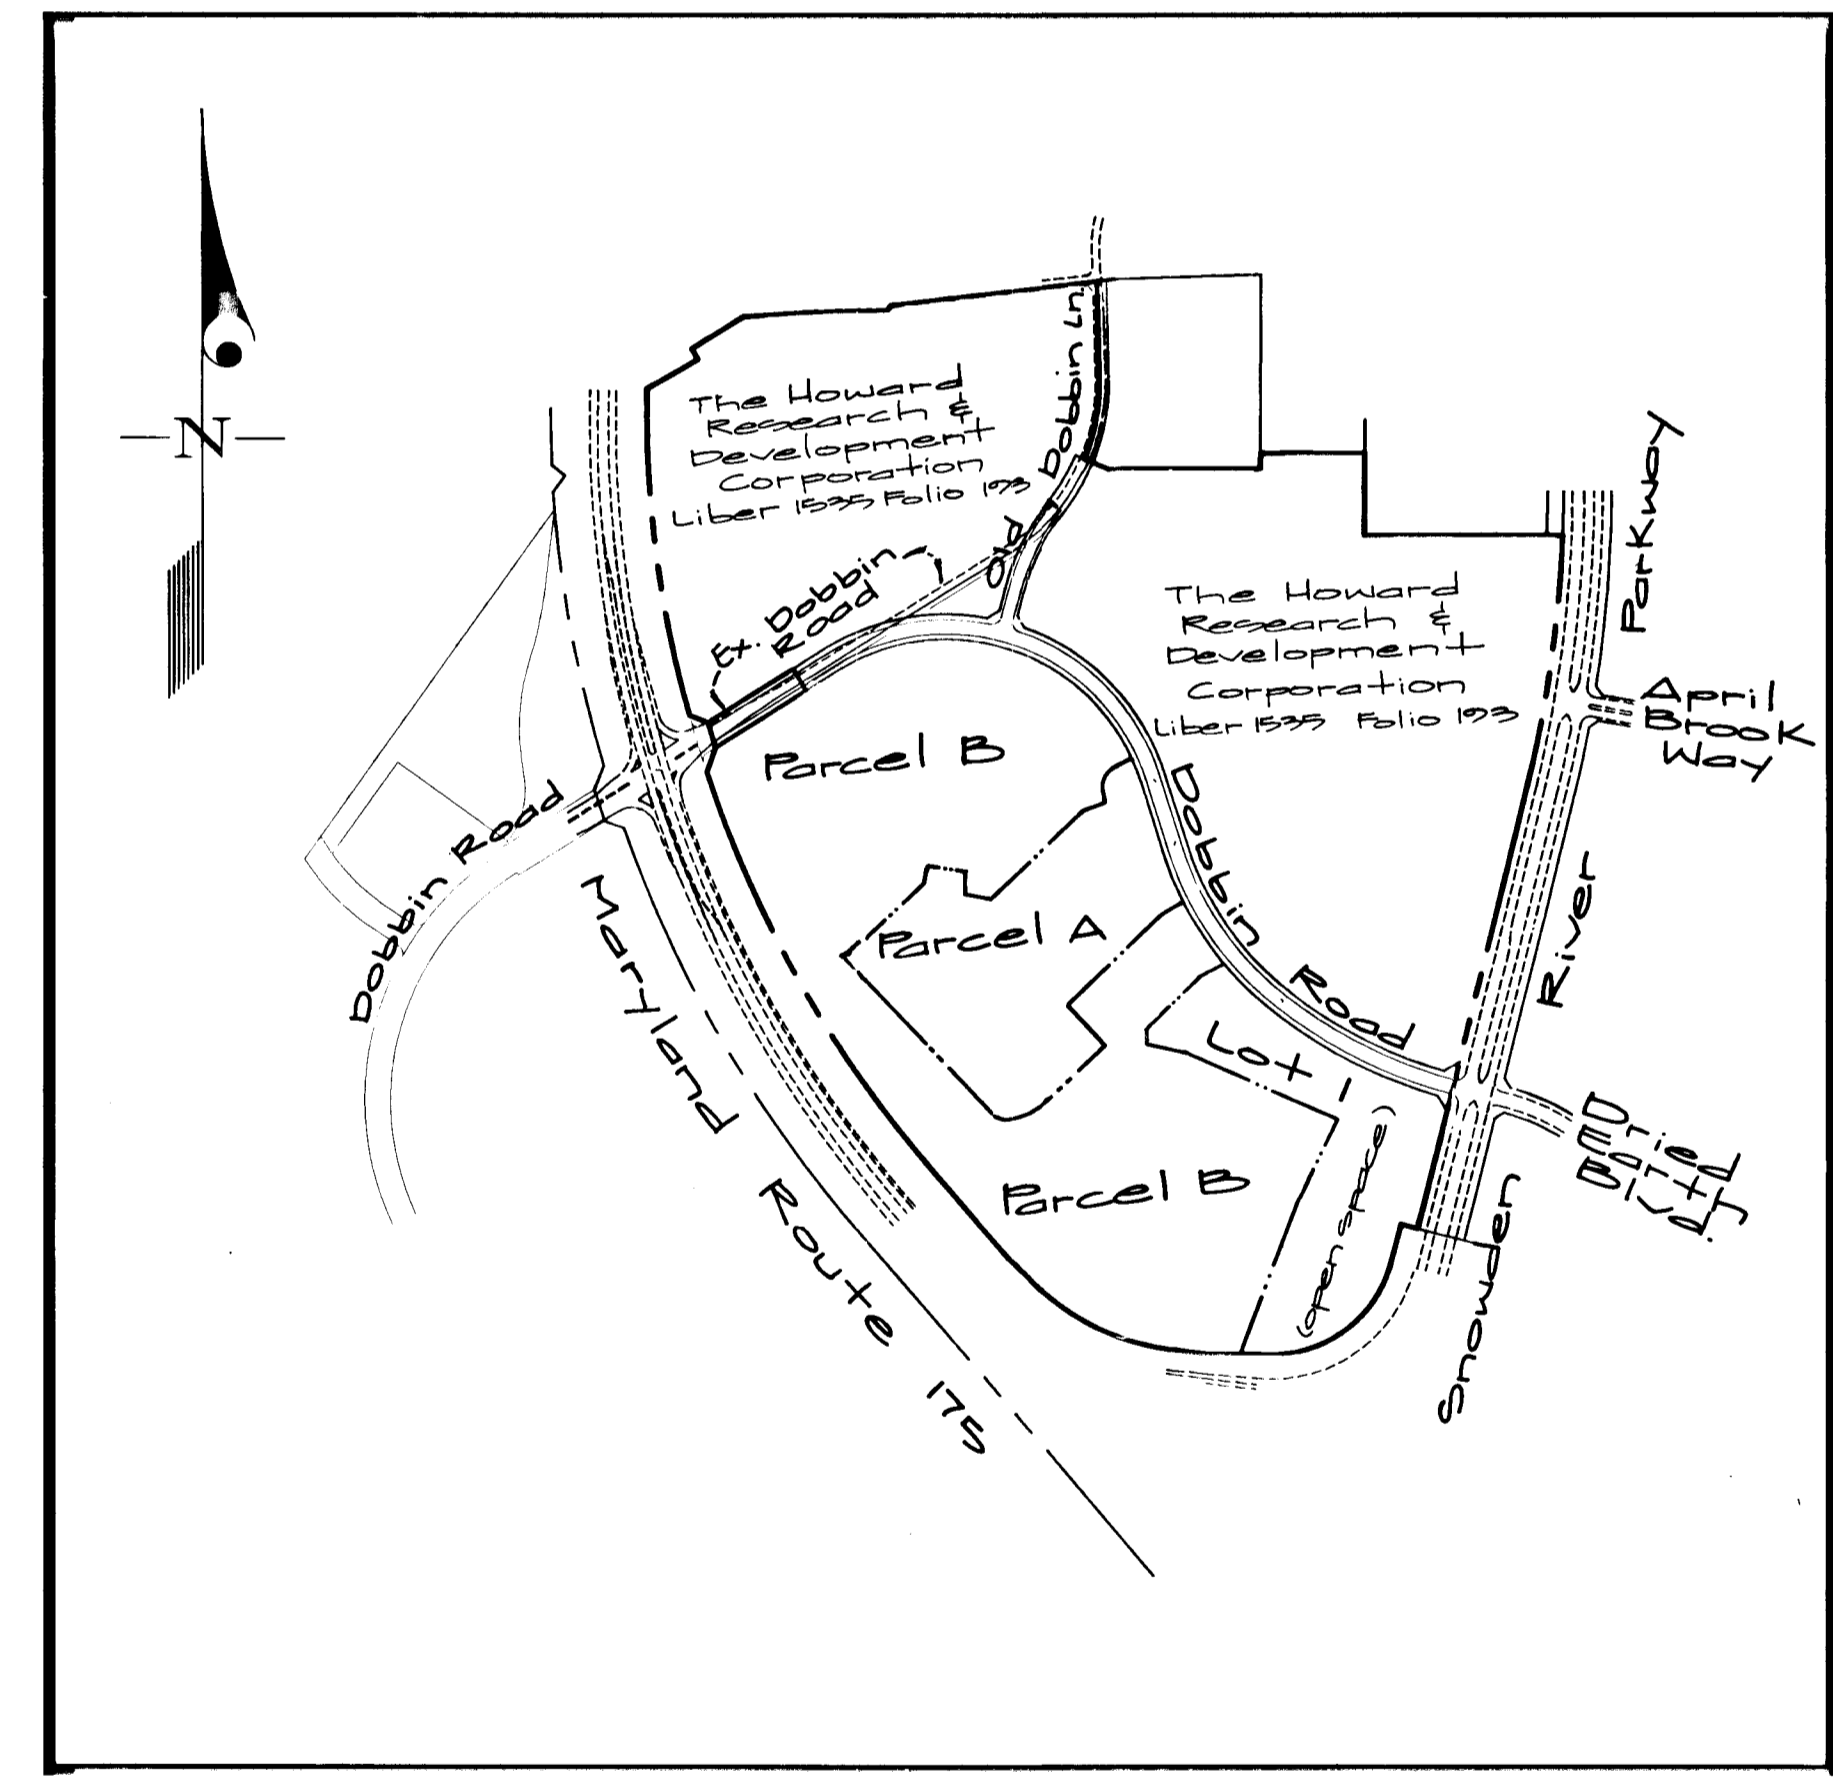 N
The Howard
Research &
Development
Corporation
Liber 1535 Folio 193
Old Dobbin Ln.
Ex. Dobbin
Road
The Howard
Research &
Development
Corporation
Liber 1535 Folio 193
Snowden River Parkway
April
Brook
Way
Parcel B
Dobbin Road
Dobbin Road
Parcel A
Maryland Route 175
Lot 1
(open space)
Parcel B
Dried
Earth
Blvd.